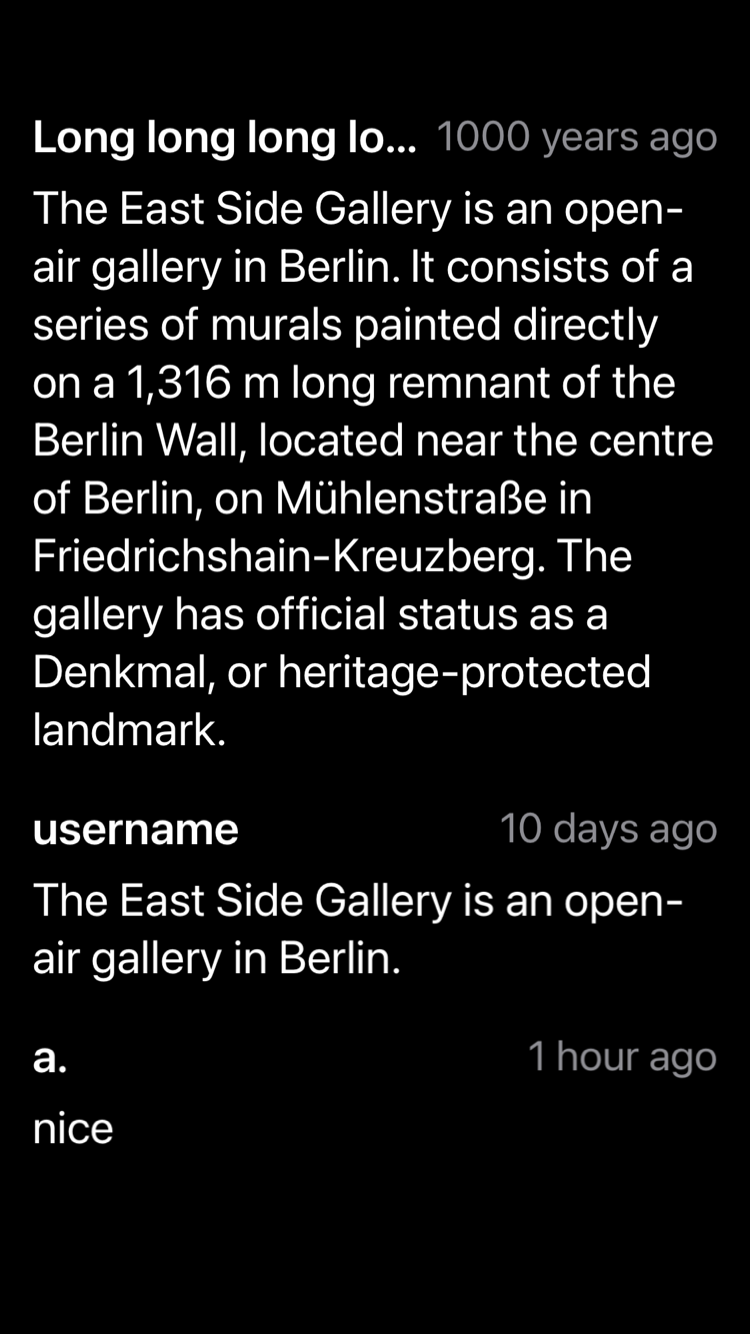 Long long long lo... 1000 years ago
The East Side Gallery is an open-
air gallery in Berlin. It consists of a
series of murals painted directly
on a 1,316 m long remnant of the
Berlin Wall, located near the centre
of Berlin, on Mühlenstraße in
Friedrichshain-Kreuzberg. The
gallery has official status as a
Denkmal, or heritage-protected
landmark.
username 10 days ago
The East Side Gallery is an open-
air gallery in Berlin.
a. 1 hour ago
nice